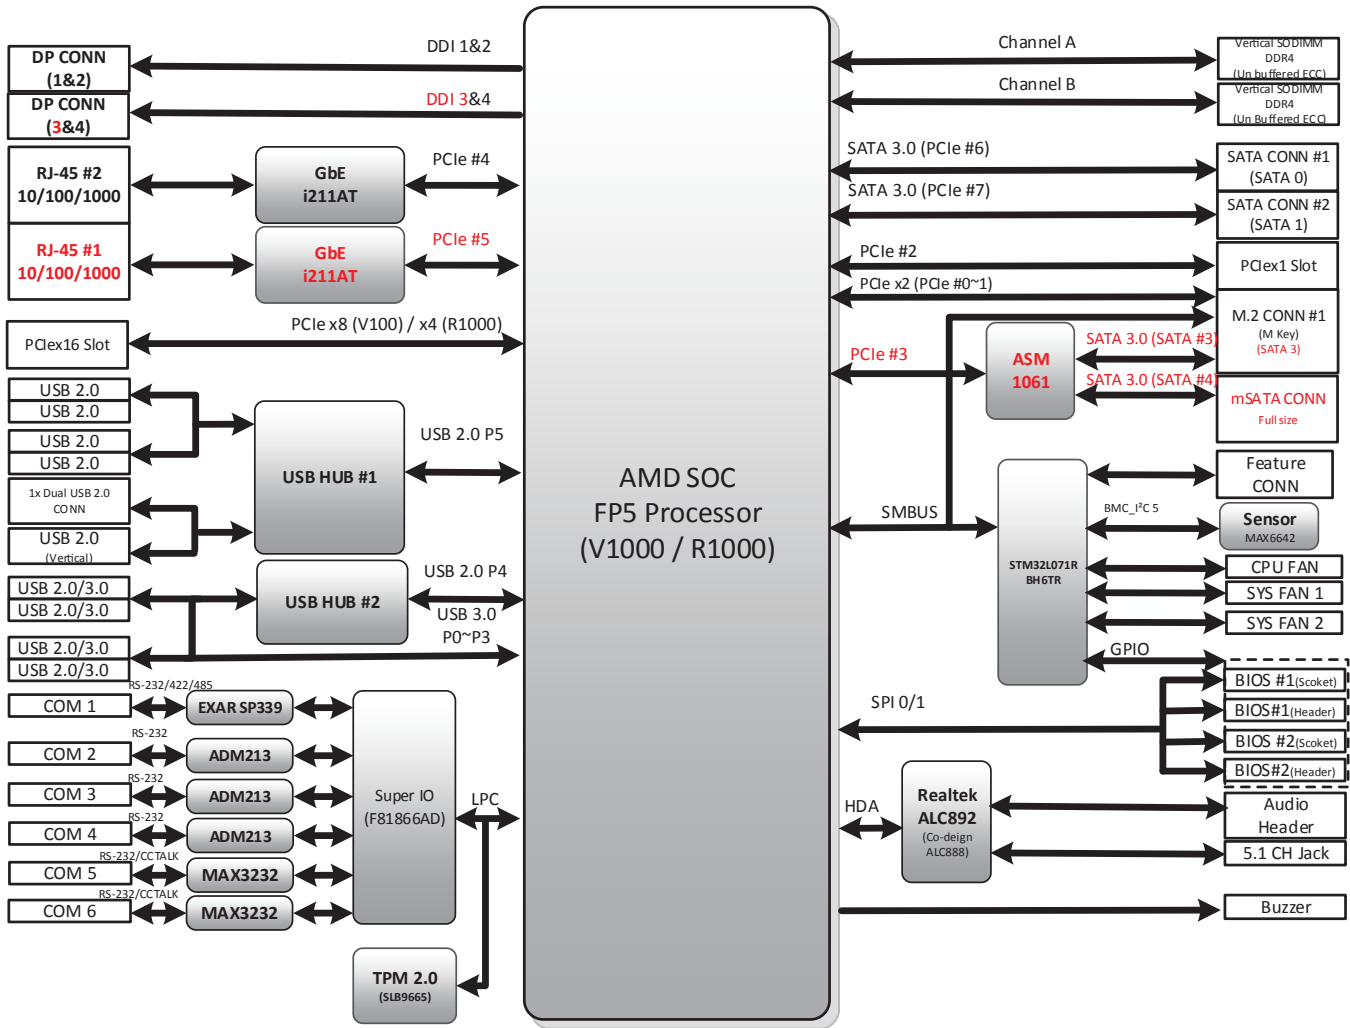 DDI 1&2
DP CONN
(1&2)
DDI 3&4
DP CONN
(3&4)
RJ-45 #2
10/100/1000
GbE
i211AT
PCIe #4
RJ-45 #1
10/100/1000
GbE
i211AT
PCIe #5
PCIe x8 (V100) / x4 (R1000)
PCIex16 Slot
USB 2.0
USB 2.0
USB 2.0
USB 2.0
1x Dual USB 2.0
CONN
USB 2.0
(Vertical)
USB HUB #1
USB 2.0 P5
USB 2.0/3.0
USB 2.0/3.0
USB 2.0/3.0
USB 2.0/3.0
USB HUB #2
USB 2.0 P4
USB 3.0
P0~P3
RS-232/422/485
COM 1
EXAR SP339
RS-232
COM 2
ADM213
RS-232
COM 3
ADM213
RS-232
COM 4
ADM213
RS-232/CCTALK
COM 5
MAX3232
RS-232/CCTALK
COM 6
MAX3232
Super IO
(F81866AD)
LPC
TPM 2.0
(SLB9665)
AMD SOC
FP5 Processor
(V1000 / R1000)
Channel A
Vertical SODIMM
DDR4
(Un buffered ECC)
Channel B
Vertical SODIMM
DDR4
(Un Buffered ECC)
SATA 3.0 (PCIe #6)
SATA CONN #1
(SATA 0)
SATA 3.0 (PCIe #7)
SATA CONN #2
(SATA 1)
PCIe #2
PCIex1 Slot
PCIe x2 (PCIe #0~1)
M.2 CONN #1
(M Key)
(SATA 3)
PCIe #3
ASM
1061
SATA 3.0 (SATA #3)
SATA 3.0 (SATA #4)
mSATA CONN
Full size
SMBUS
STM32L071R
BH6TR
Feature
CONN
BMC_I²C 5
Sensor
MAX6642
CPU FAN
SYS FAN 1
SYS FAN 2
GPIO
SPI 0/1
BIOS #1(Scoket)
BIOS#1(Header)
BIOS #2(Scoket)
BIOS#2(Header)
HDA
Realtek
ALC892
(Co-deign
ALC888)
Audio
Header
5.1 CH Jack
Buzzer